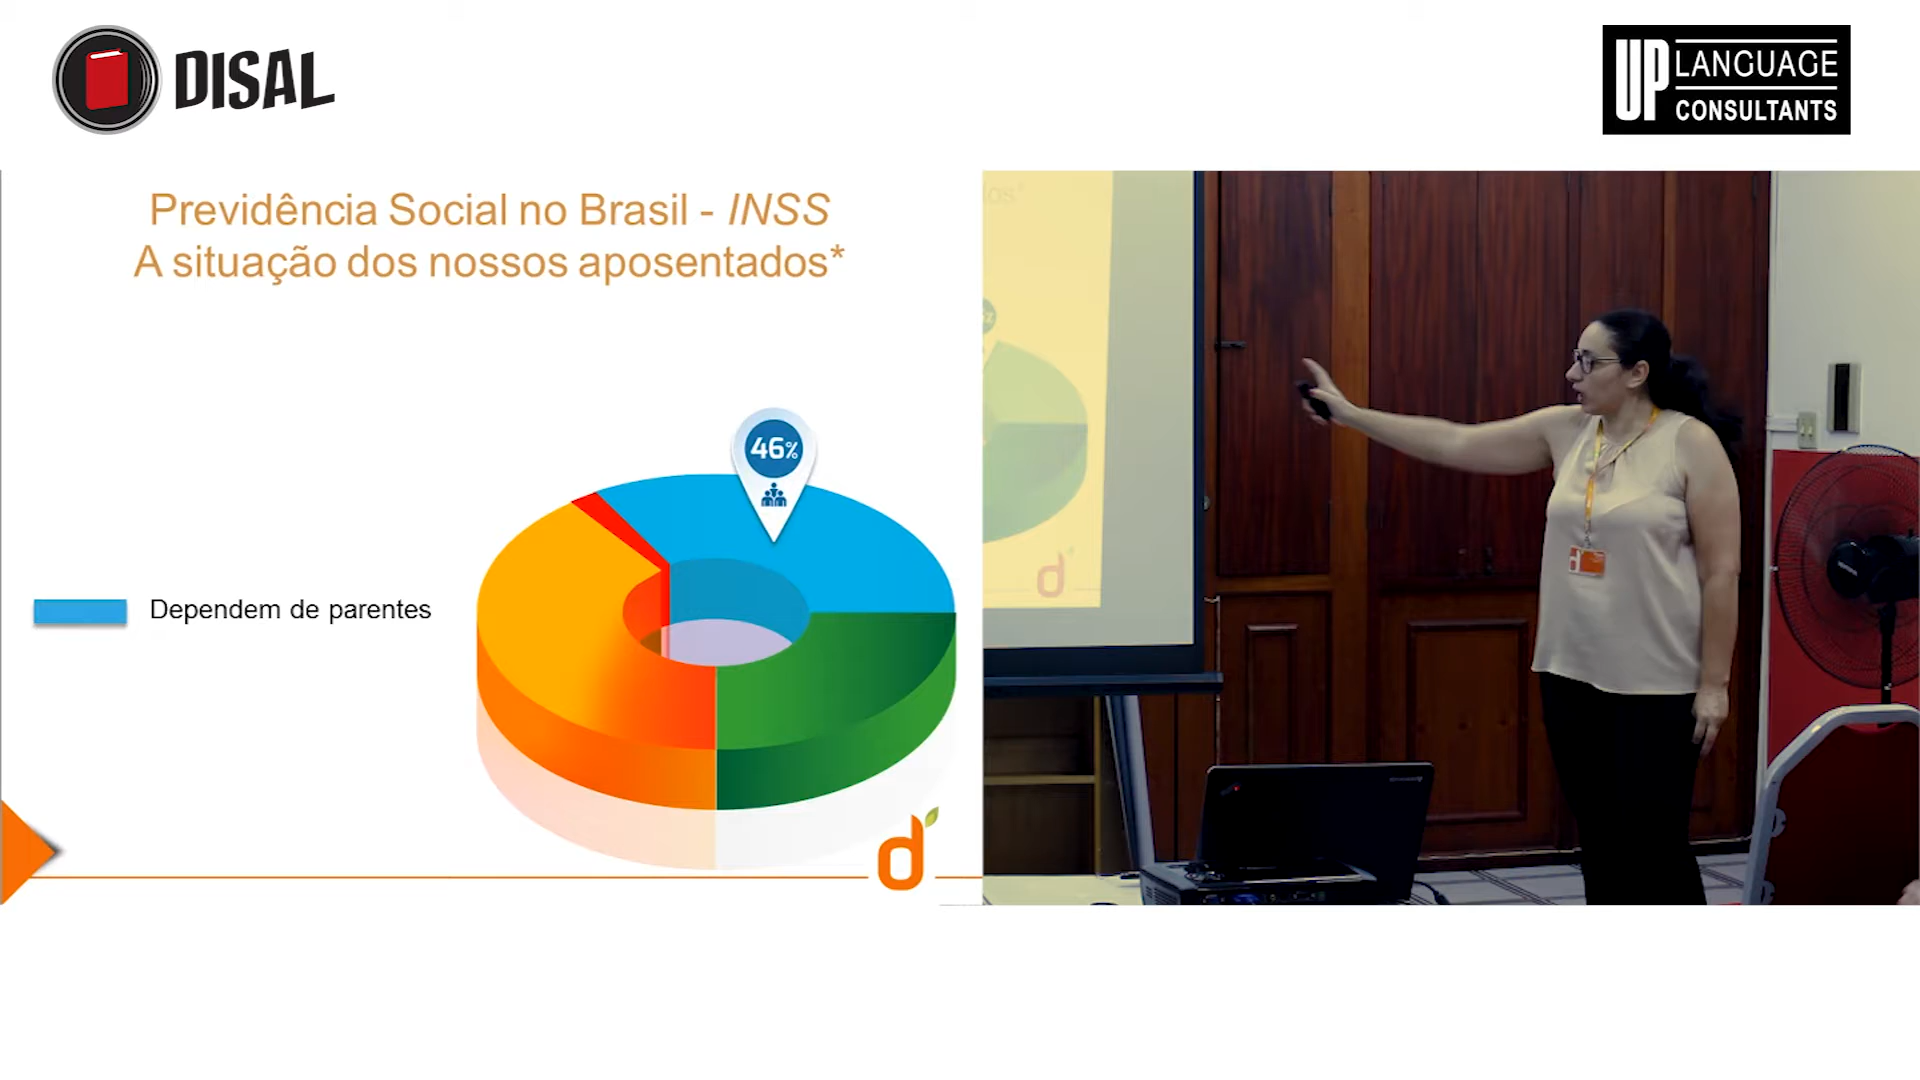 DISAL
UP LANGUAGE
CONSULTANTS
Previdência Social no Brasil - INSS
A situação dos nossos aposentados*
46%
Dependem de parentes
d